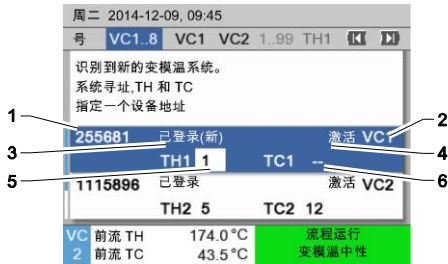 周二 2014-12-09, 09:45
号 VC1..8 VC1 VC2 1..99 TH1
识别到新的变模温系统。
系统寻址,TH 和 TC
指定一个设备地址
1
2
255681 已登录(新) 激活 VC1
3
4
TH1 1 TC1 --
5
6
1115896 已登录 激活 VC2
TH2 5 TC2 12
VC 前流 TH 174.0°C 流程运行
2 前流 TC 43.5°C 变模温中性